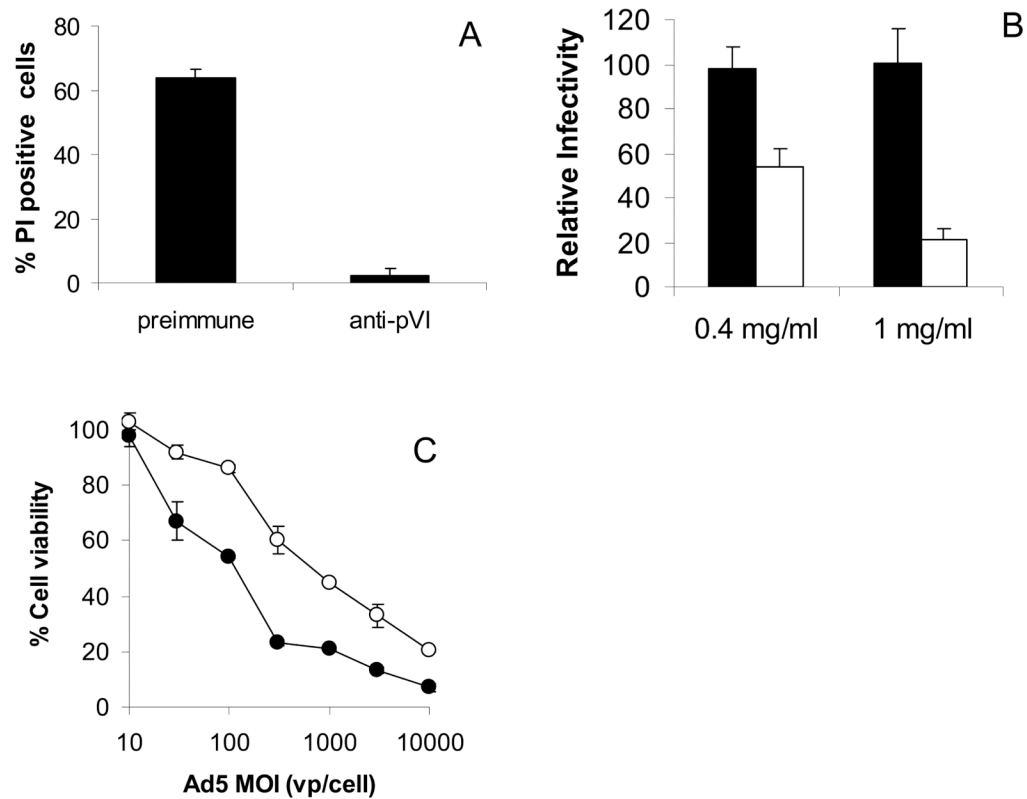 A
% PI positive cells
80
60
40
20
0
preimmune
anti-pVI
B
Relative Infectivity
120
100
80
60
40
20
0
0.4 mg/ml
1 mg/ml
C
% Cell viability
100
80
60
40
20
0
10
100
1000
10000
Ad5 MOI (vp/cell)